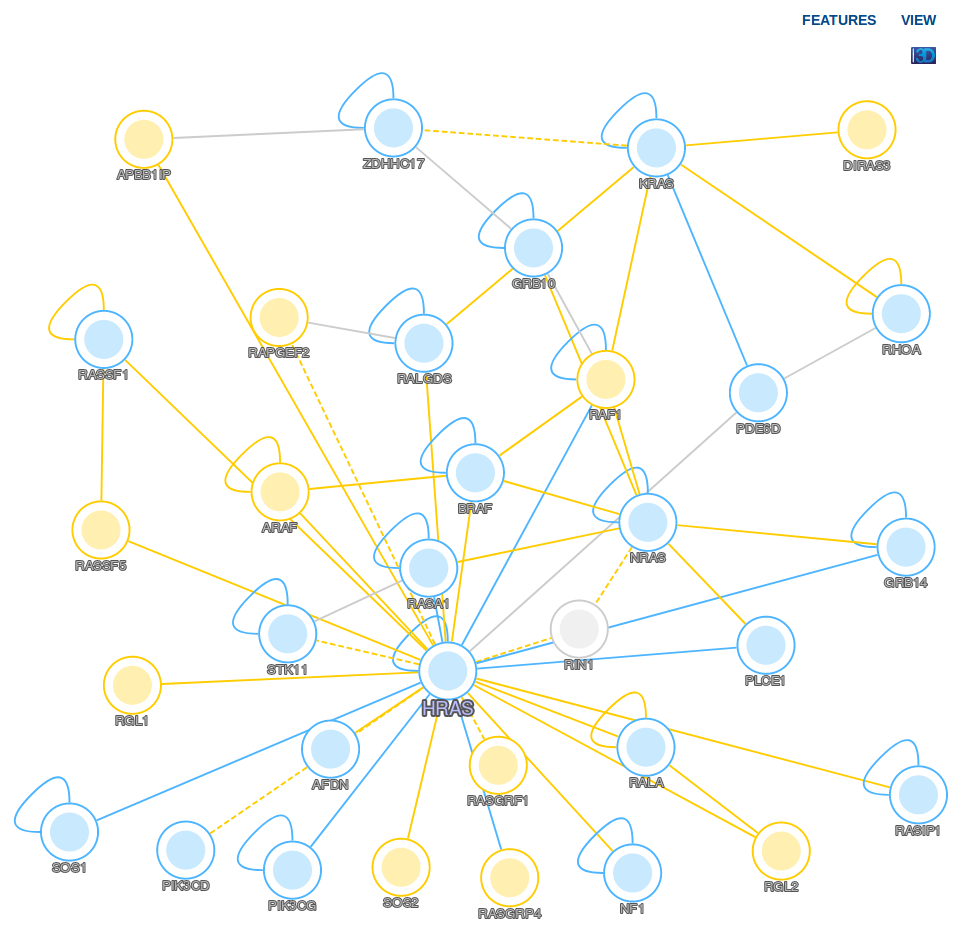 FEATURES VIEW
I3D
ZDHHC17
APBB1IP
DIRAS3
KRAS
GRB10
RAPGEF2
RHOA
RASSF1
RALGDS
RAF1
PDE6D
BRAF
ARAF
NRAS
RASSF5
GRB14
RASA1
RIN1
STK11
PLCE1
HRAS
RGL1
AFDN
RALA
RASGRF1
RASIP1
SOS1
PIK3CD
RGL2
SOS2
PIK3CG
NF1
RASGRP4